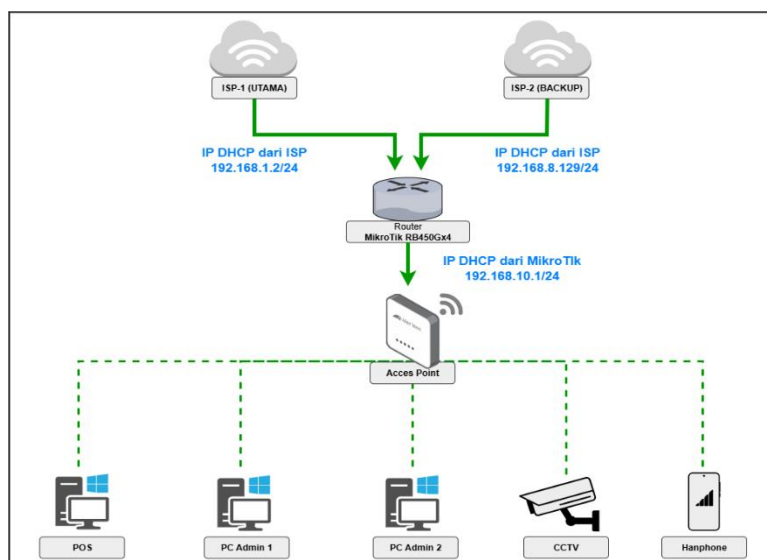 ISP-1 (UTAMA)
ISP-2 (BACKUP)
IP DHCP dari ISP
192.168.1.2/24
IP DHCP dari ISP
192.168.8.129/24
Router
MikroTik RB450Gx4
IP DHCP dari MikroTIk
192.168.10.1/24
Acces Point
POS
PC Admin 1
PC Admin 2
CCTV
Hanphone